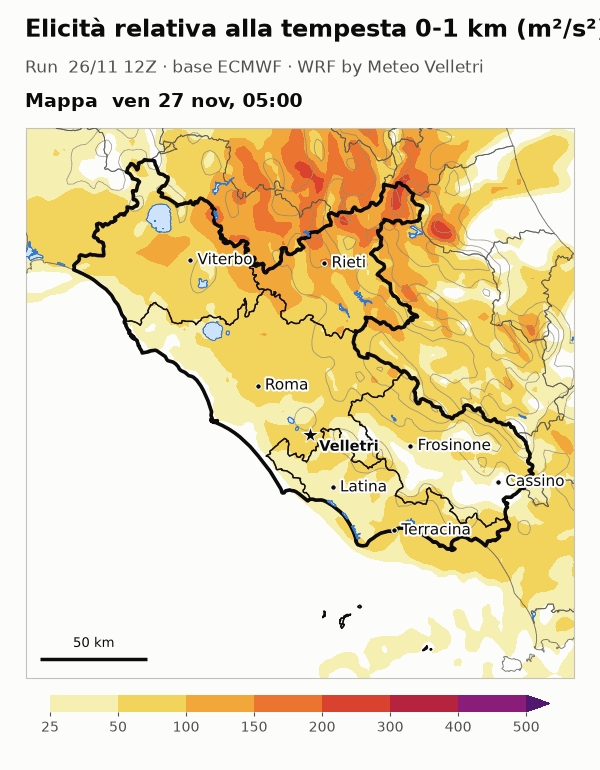 Elicità relativa alla tempesta 0-1 km (m²/s²)
Run 26/11 12Z · base ECMWF · WRF by Meteo Velletri
Mappa ven 27 nov, 05:00
Viterbo
Rieti
Roma
Velletri
Frosinone
Cassino
Latina
Terracina
50 km
25 50 100 150 200 300 400 500